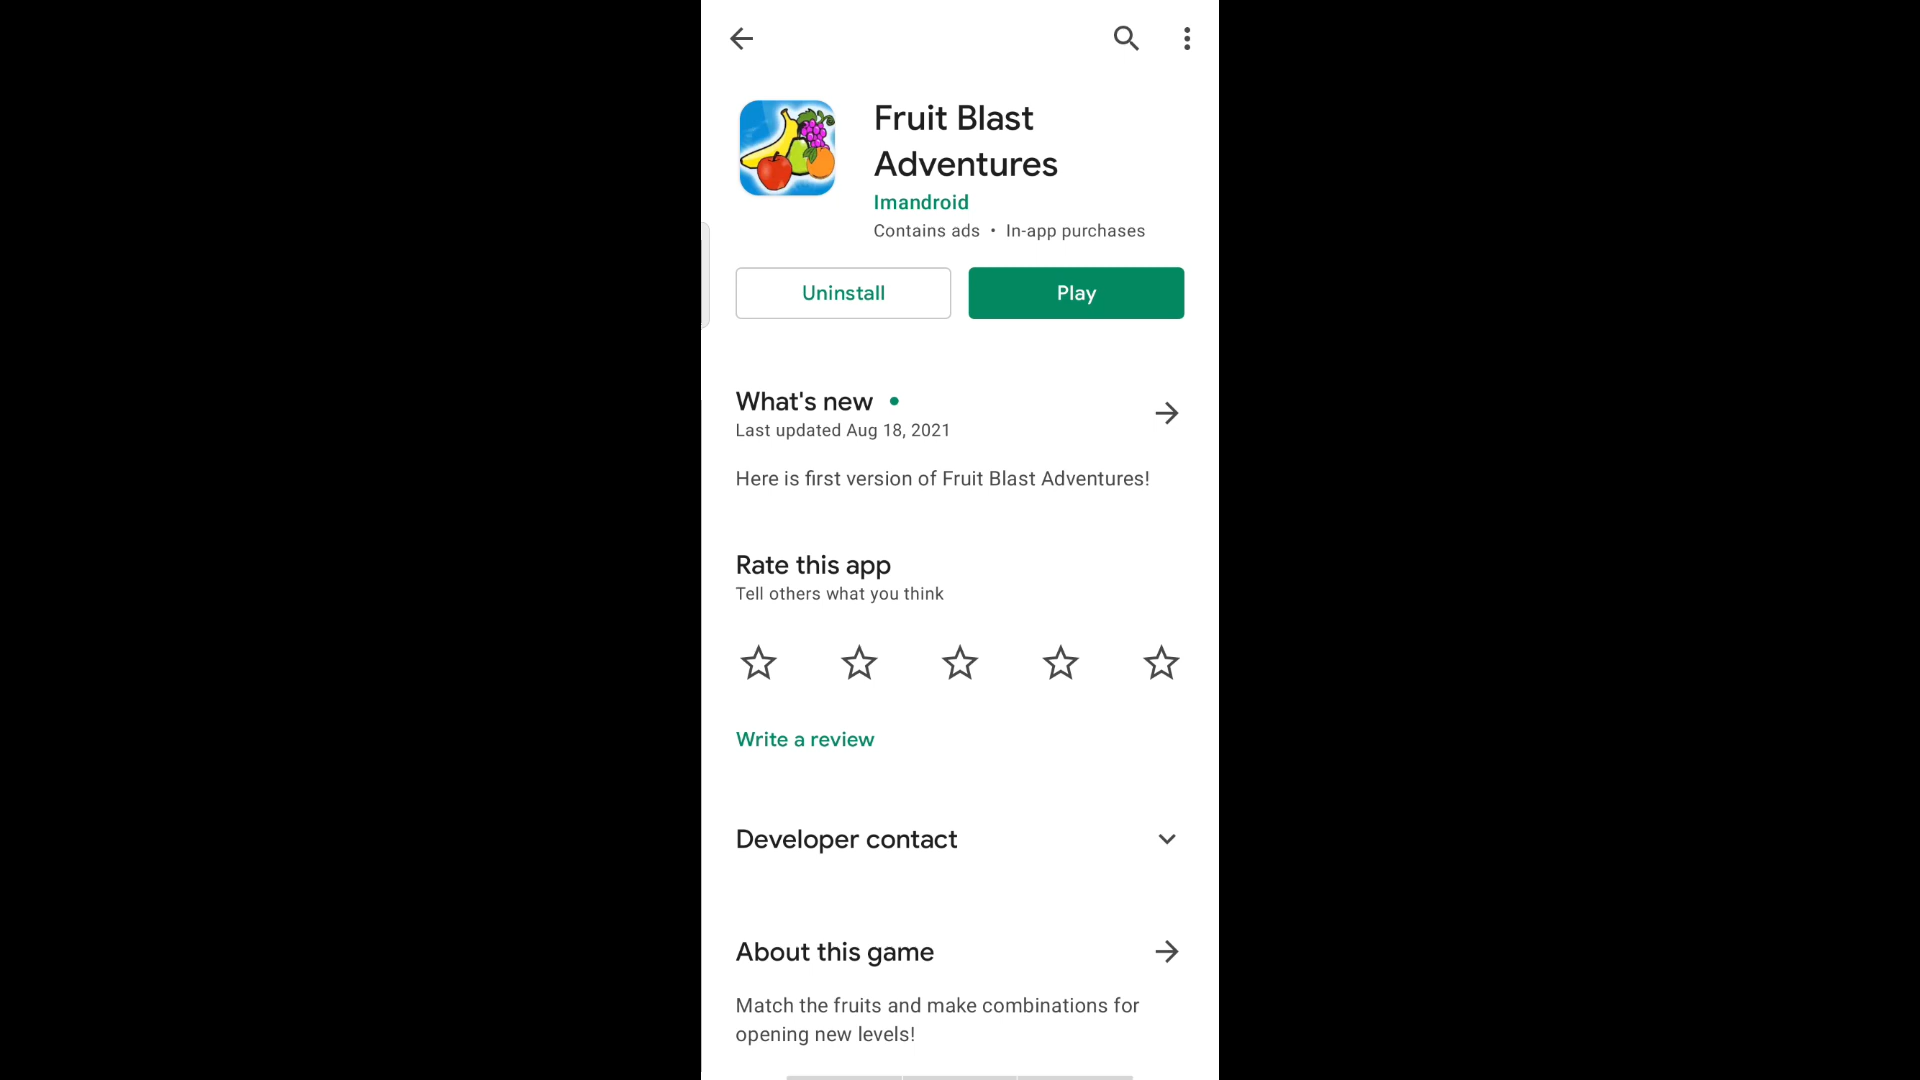 Fruit Blast
Adventures
Imandroid
Contains ads • In-app purchases
Uninstall
Play
What's new •
Last updated Aug 18, 2021
Here is first version of Fruit Blast Adventures!
Rate this app
Tell others what you think
Write a review
Developer contact
About this game
Match the fruits and make combinations for
opening new levels!